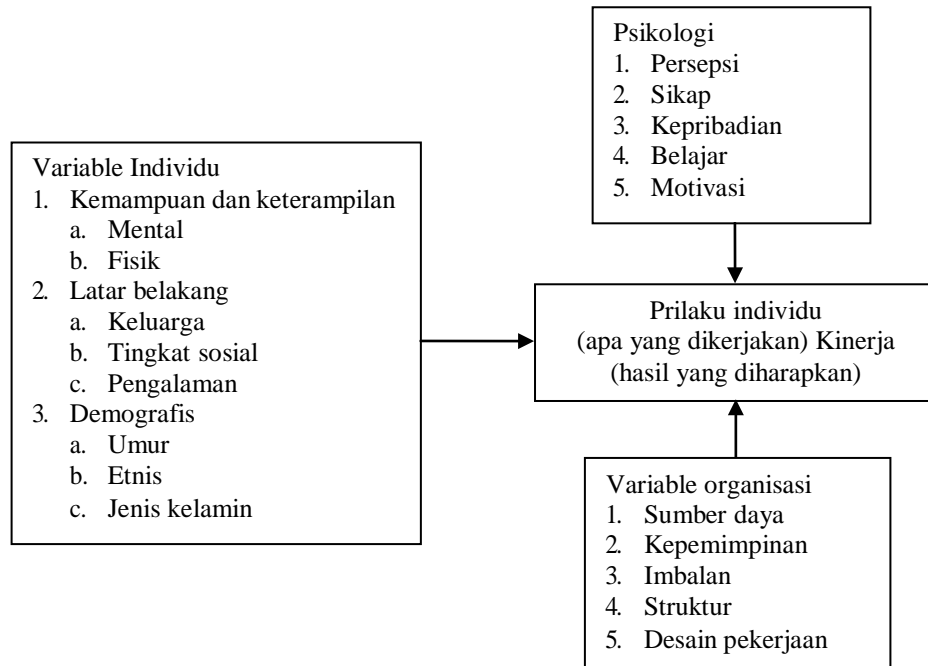 Psikologi
1. Persepsi
2. Sikap
3. Kepribadian
4. Belajar
5. Motivasi
Variable Individu
1. Kemampuan dan keterampilan
a. Mental
b. Fisik
2. Latar belakang
a. Keluarga
b. Tingkat sosial
c. Pengalaman
3. Demografis
a. Umur
b. Etnis
c. Jenis kelamin
Prilaku individu
(apa yang dikerjakan) Kinerja
(hasil yang diharapkan)
Variable organisasi
1. Sumber daya
2. Kepemimpinan
3. Imbalan
4. Struktur
5. Desain pekerjaan